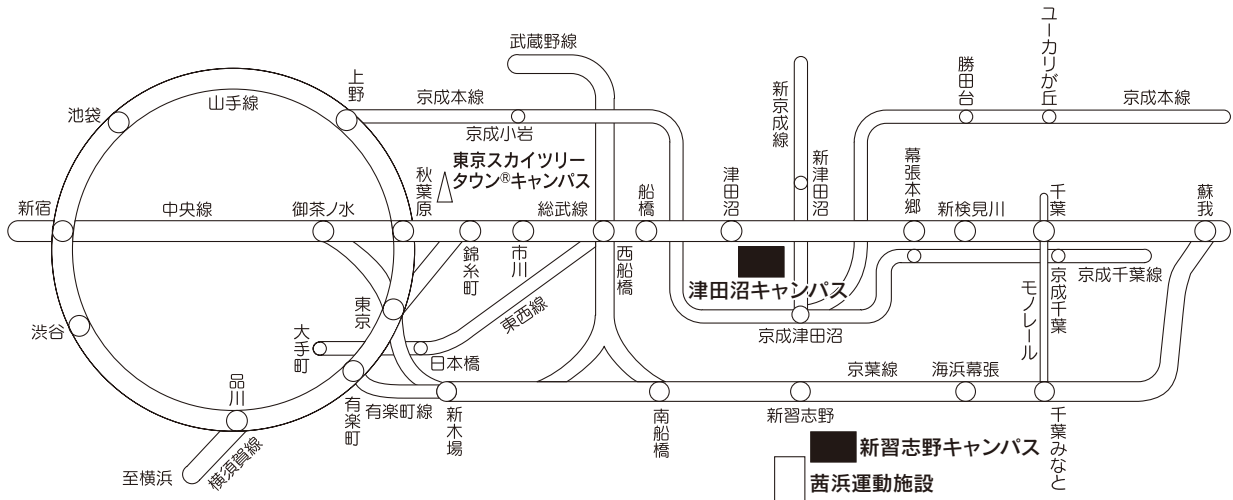 武蔵野線
上野
山手線
池袋
京成本線
京成小岩
新京成線
勝田台
ユーカリが丘
京成本線
東京スカイツリー
タウン®キャンパス
秋葉原
新津田沼
新宿
中央線
御茶ノ水
総武線
船橋
津田沼
幕張本郷
新検見川
千葉
蘇我
錦糸町
市川
西船橋
津田沼キャンパス
京成千葉線
京成千葉
モノレール
東京
東西線
渋谷
大手町
日本橋
京成津田沼
品川
有楽町
有楽町線
新木場
京葉線
海浜幕張
南船橋
新習志野
千葉みなと
至横浜
横須賀線
新習志野キャンパス
茜浜運動施設